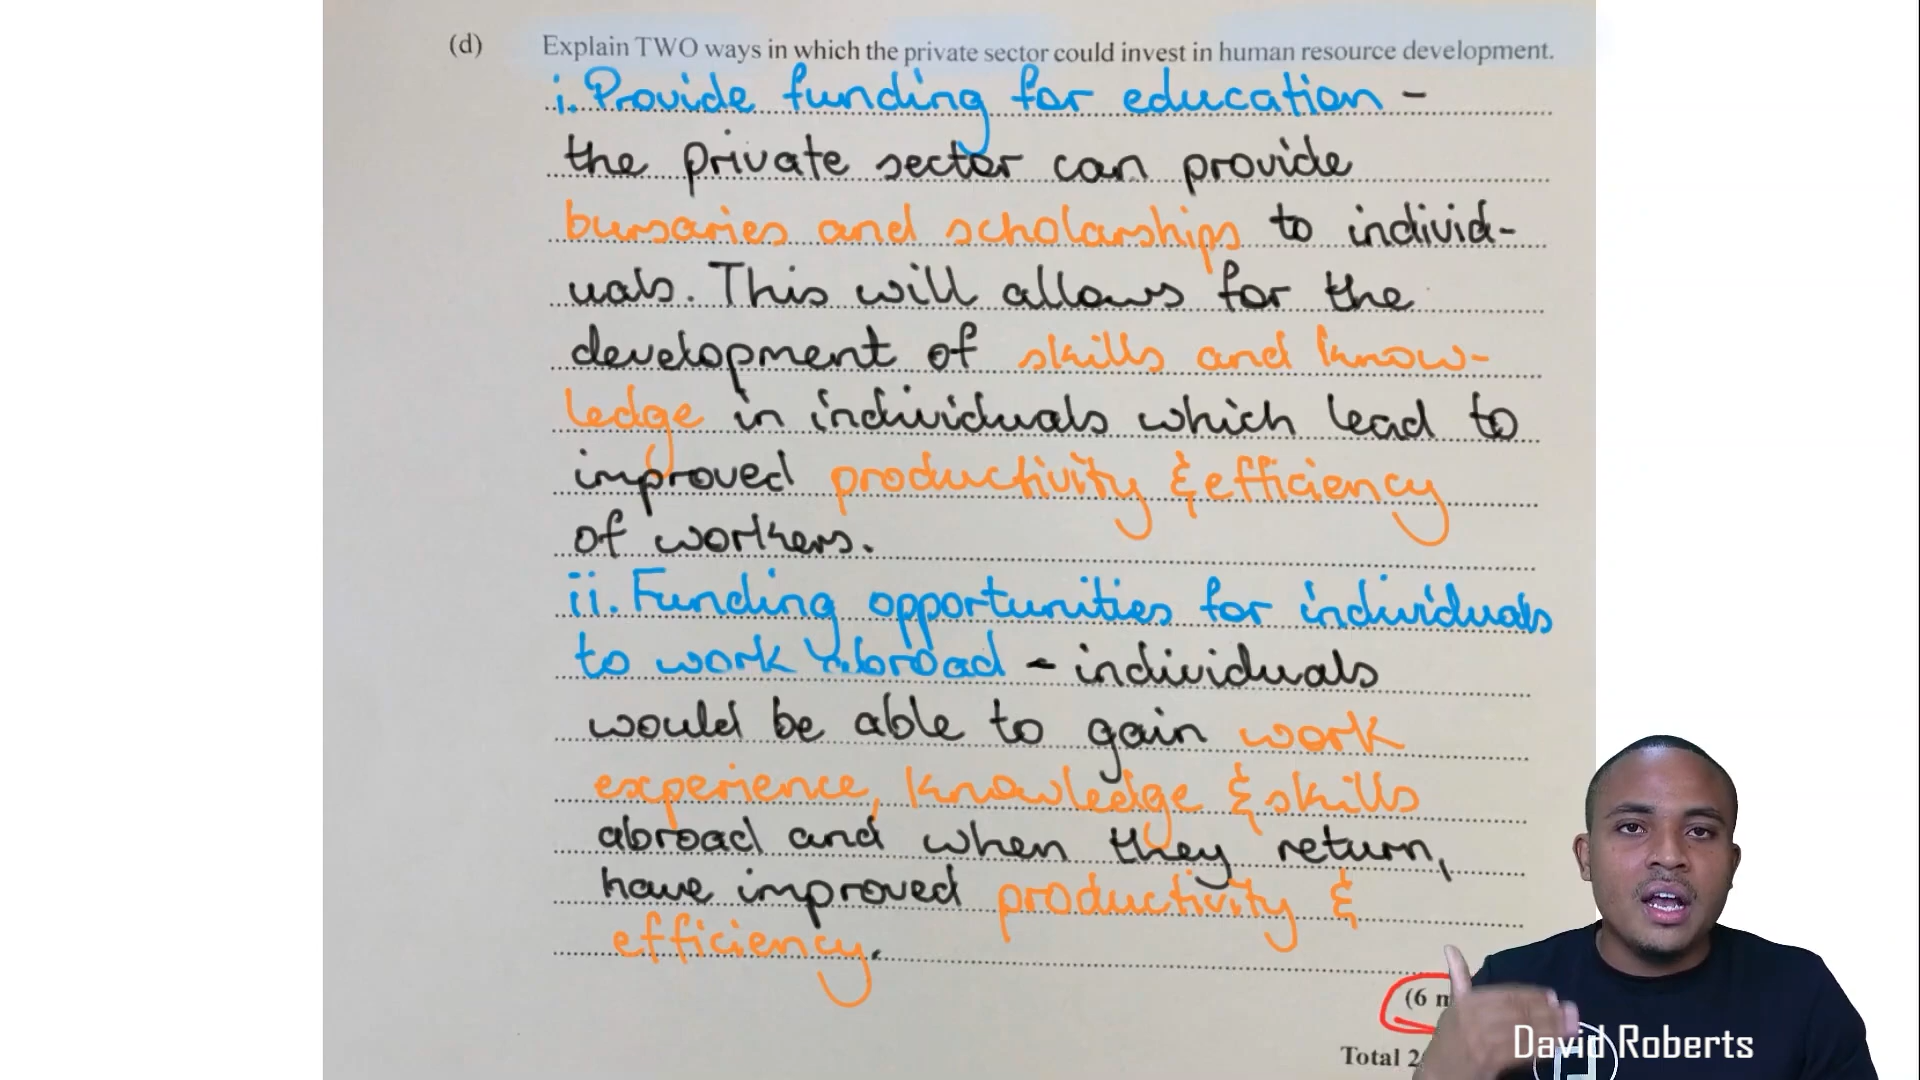 (d) Explain TWO ways in which the private sector could invest in human resource development.
i. Provide funding for education -
the private sector can provide
bursaries and scholarships to individ-
uals. This will allows for the
development of skills and know-
ledge in individuals which lead to
improved productivity & efficiency
of workers.
ii. Funding opportunities for individuals
to work abroad - individuals
would be able to gain work
experience, knowledge & skills
abroad and when they return,
have improved productivity &
efficiency.
(6 m
Total 2
David Roberts